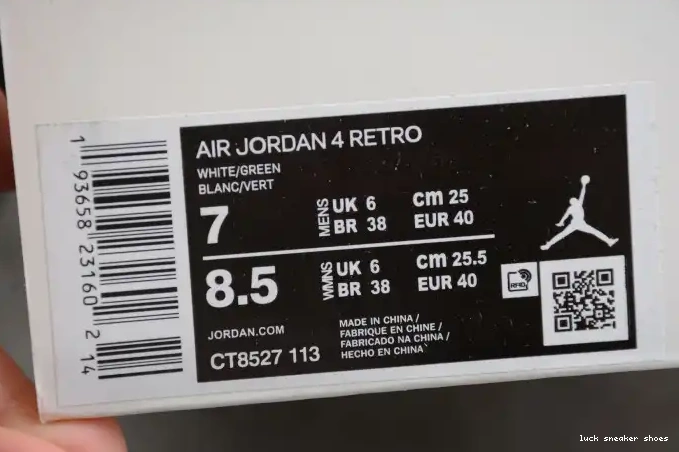 AIR JORDAN 4 RETRO
WHITE/GREEN
BLANC/VERT
7 MENS UK 6 cm 25
BR 38 EUR 40
8.5 WMNS UK 6 cm 25.5
BR 38 EUR 40
RFID
JORDAN.COM
CT8527 113
MADE IN CHINA /
FABRIQUE EN CHINE /
FABRICADO NA CHINA /
HECHO EN CHINA
1 93658 23160 2 14
luck sneaker shoes